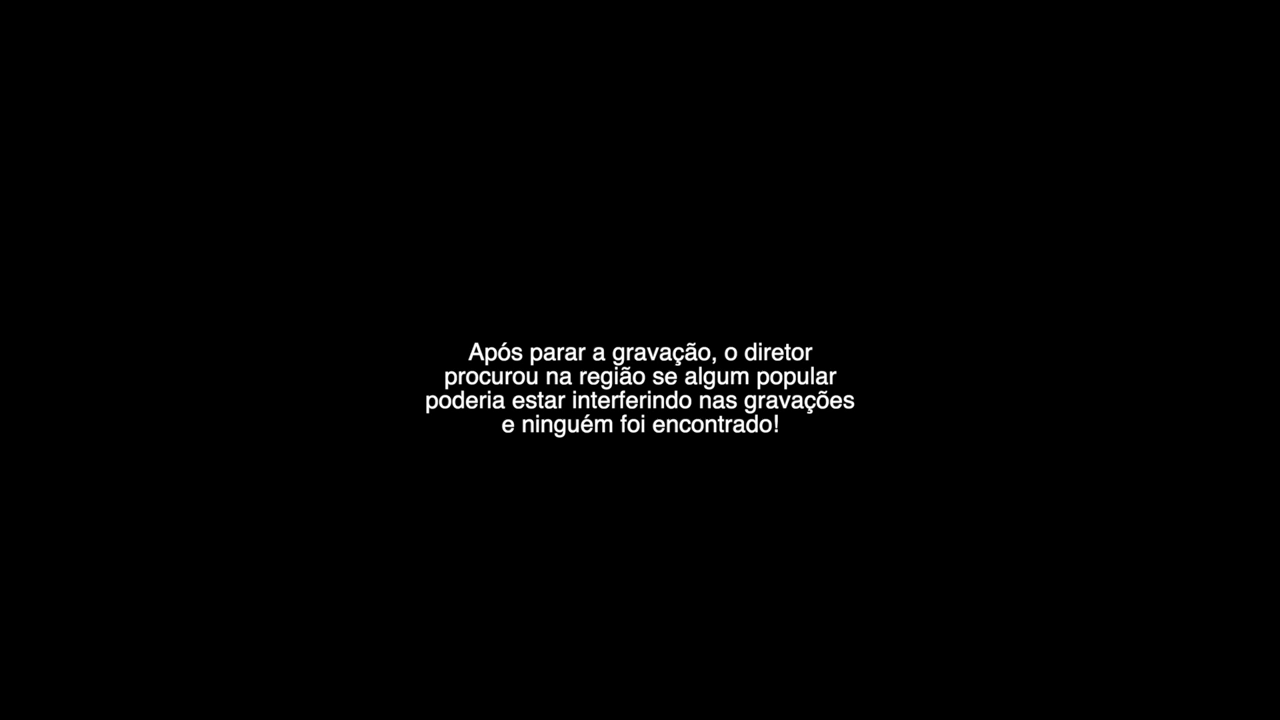 Após parar a gravação, o diretor
procurou na região se algum popular
poderia estar interferindo nas gravações
e ninguém foi encontrado!